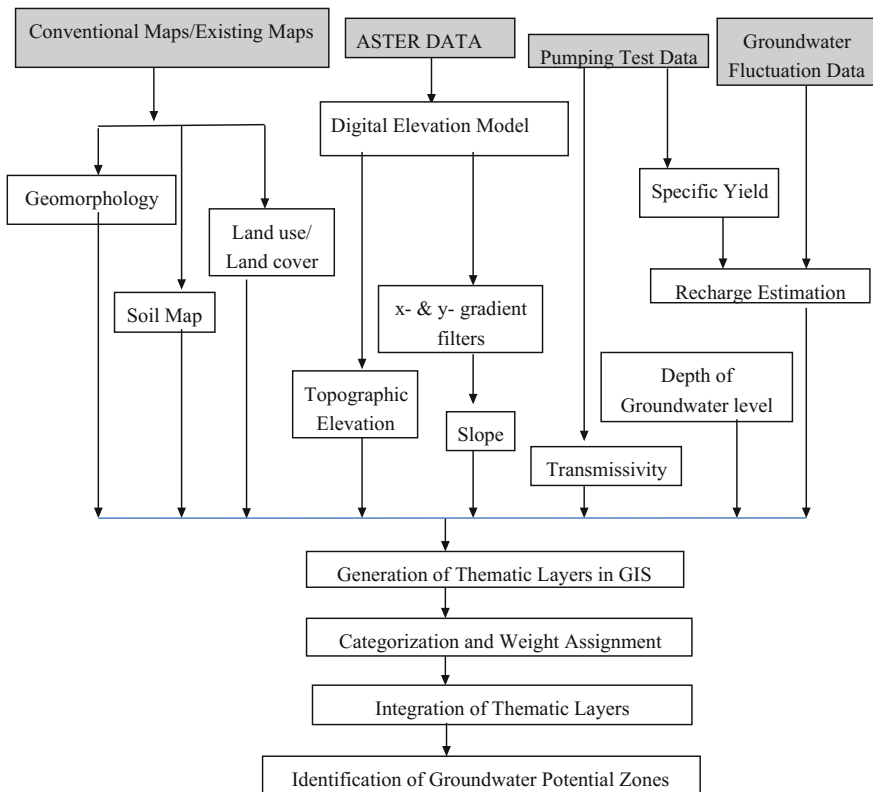 Conventional Maps/Existing Maps
ASTER DATA
Pumping Test Data
Groundwater
Fluctuation Data
Digital Elevation Model
Geomorphology
Land use/
Land cover
Specific Yield
Soil Map
x- & y- gradient
filters
Recharge Estimation
Topographic
Elevation
Slope
Depth of
Groundwater level
Transmissivity
Generation of Thematic Layers in GIS
Categorization and Weight Assignment
Integration of Thematic Layers
Identification of Groundwater Potential Zones